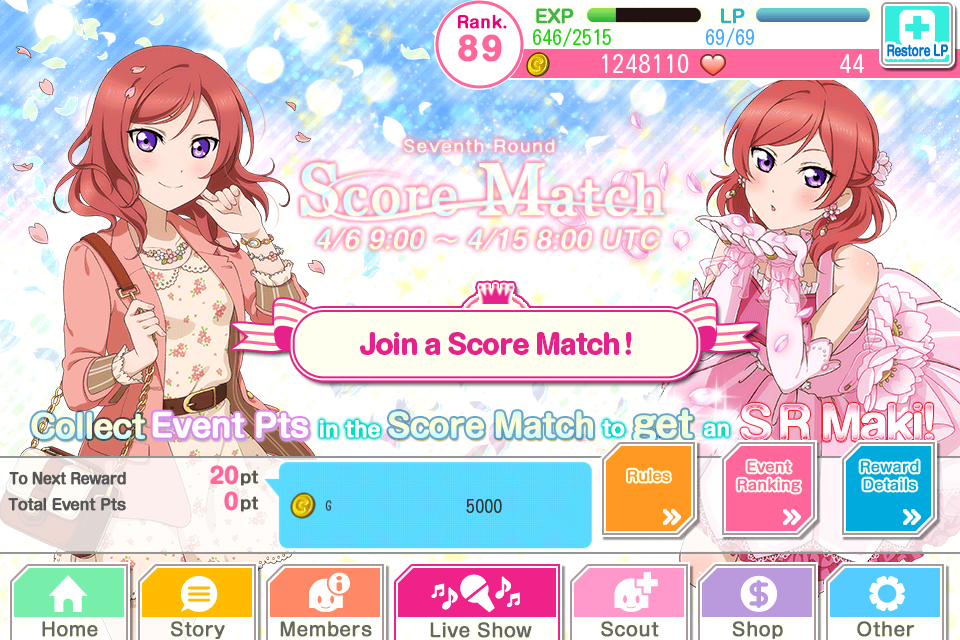 Rank.
89
EXP
646/2515
LP
69/69
Restore LP
1248110
44
Seventh Round
Score Match
4/6 9:00 ~ 4/15 8:00 UTC
Join a Score Match!
Collect Event Pts in the Score Match to get an SR Maki!
To Next Reward 20pt
Total Event Pts 0pt
G 5000
Rules
Event
Ranking
Reward
Details
Home
Story
Members
Live Show
Scout
Shop
Other